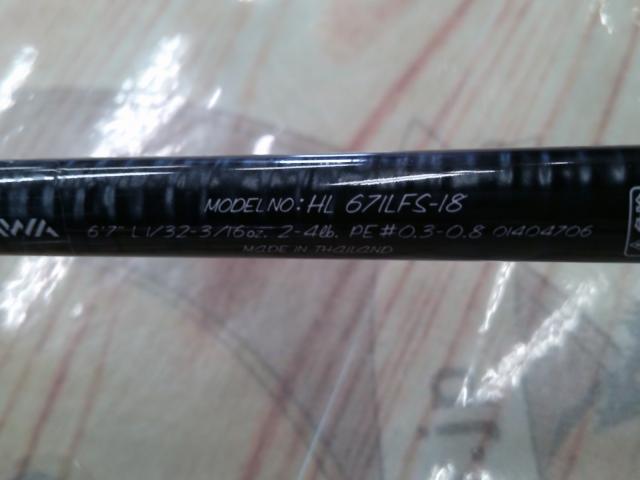 MODEL NO: HL 671LFS-18
6'7" L 1/32-3/16oz. 2-4lb. PE#0.3-0.8 01404706
MADE IN THAILAND